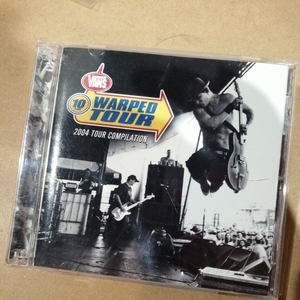 VANS
10
WARPED
TOUR
2004 TOUR COMPILATION